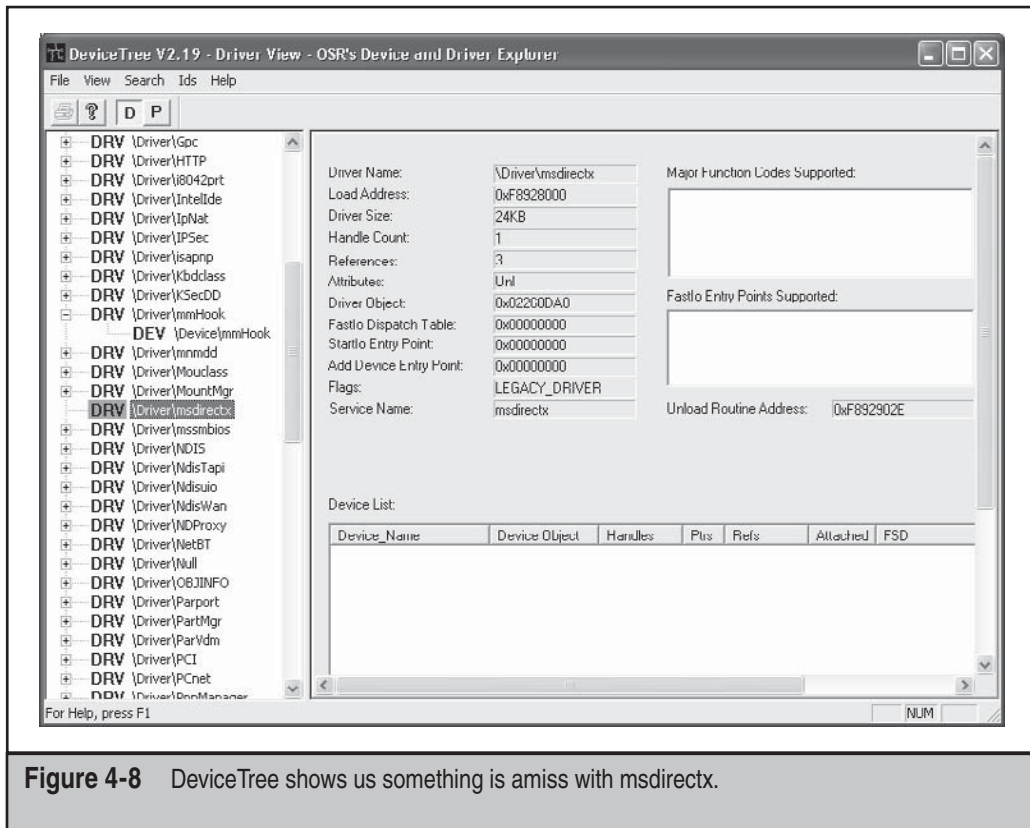 DeviceTree V2.19 - Driver View - OSR's Device and Driver Explorer
File View Search Ids Help
D P
DRV \Driver\Gpc
DRV \Driver\HTTP
DRV \Driver\i8042prt
DRV \Driver\IntelIde
DRV \Driver\IpNat
DRV \Driver\IPSec
DRV \Driver\isapnp
DRV \Driver\Kbdclass
DRV \Driver\KSecDD
DRV \Driver\mmHook
DEV \Device\mmHook
DRV \Driver\mnmdd
DRV \Driver\Mouclass
DRV \Driver\MountMgr
DRV \Driver\msdirectx
DRV \Driver\mssmbios
DRV \Driver\NDIS
DRV \Driver\NdisTapi
DRV \Driver\Ndisuio
DRV \Driver\NdisWan
DRV \Driver\NDProxy
DRV \Driver\NetBT
DRV \Driver\Null
DRV \Driver\OBJINFO
DRV \Driver\Parport
DRV \Driver\PartMgr
DRV \Driver\ParVdm
DRV \Driver\PCI
DRV \Driver\PCnet
DRV \Driver\PnpManager
Driver Name: \Driver\msdirectx
Load Address: 0xF8928000
Driver Size: 24KB
Handle Count: 1
References: 3
Attributes: Unl
Driver Object:
FastIo Dispatch Table: 0x00000000
StartIo Entry Point: 0x00000000
Add Device Entry Point: 0x00000000
Flags: LEGACY_DRIVER
Service Name: msdirectx
Major Function Codes Supported:
FastIo Entry Points Supported:
Unload Routine Address: 0xF892902E
Device List:
Device_Name Device Object Handles Ptrs Refs Attached FSD
For Help, press F1 NUM
Figure 4-8 DeviceTree shows us something is amiss with msdirectx.